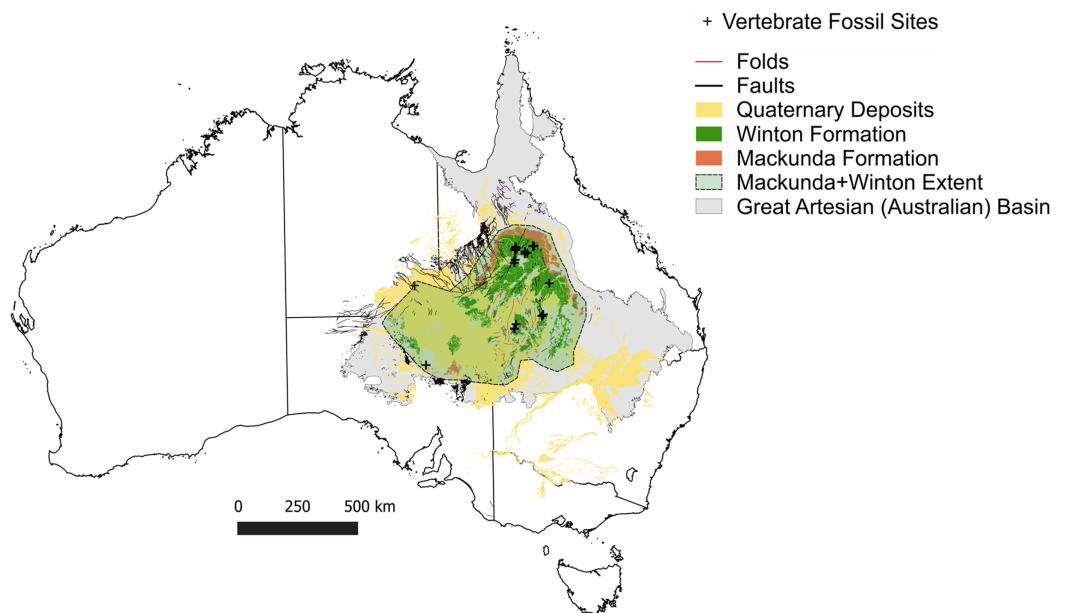 + Vertebrate Fossil Sites
Folds
Faults
Quaternary Deposits
Winton Formation
Mackunda Formation
Mackunda+Winton Extent
Great Artesian (Australian) Basin
0 250 500 km